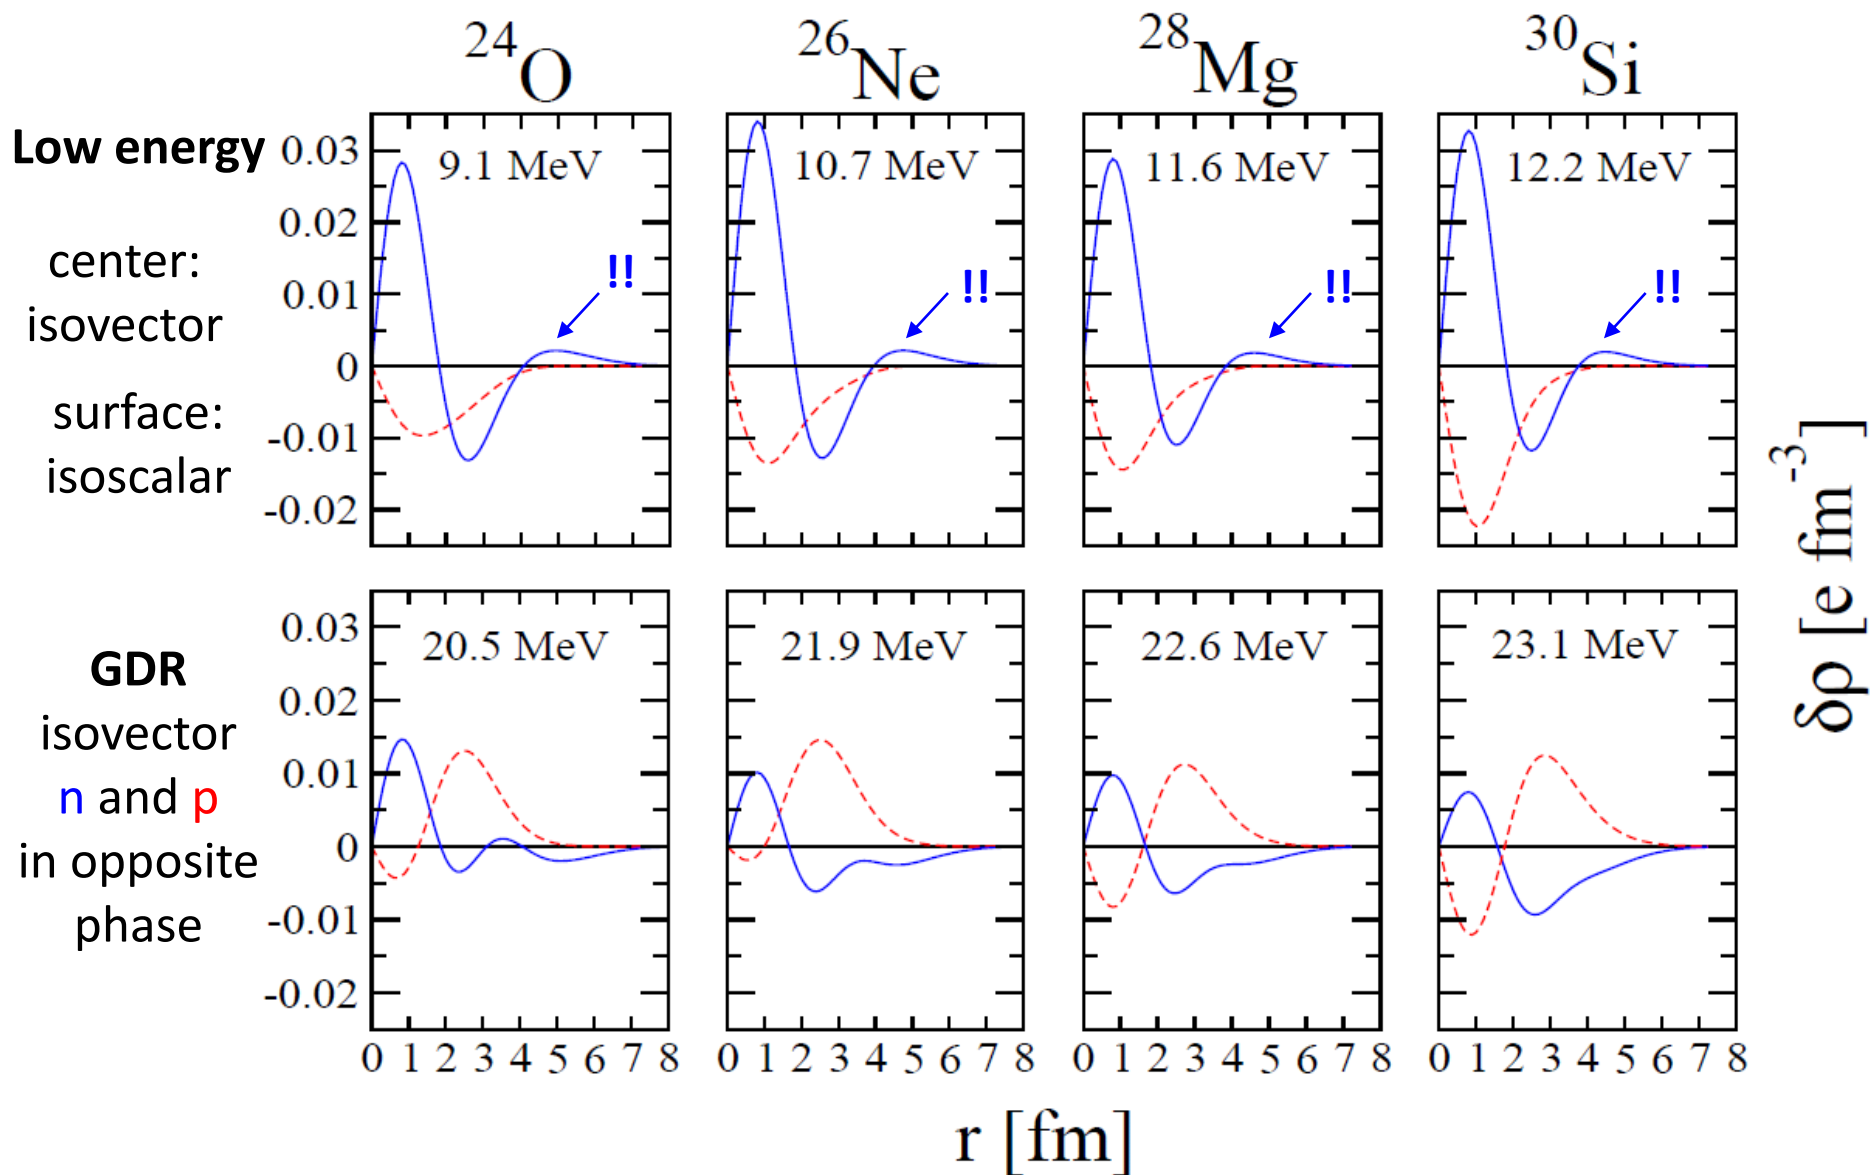 ²⁴O ²⁶Ne ²⁸Mg ³⁰Si
Low energy
center:
isovector
surface:
isoscalar
0.03
0.02
0.01
0
-0.01
-0.02
9.1 MeV
!!
10.7 MeV
!!
11.6 MeV
!!
12.2 MeV
!!
GDR
isovector
n and p
in opposite
phase
0.03
0.02
0.01
0
-0.01
-0.02
20.5 MeV
21.9 MeV
22.6 MeV
23.1 MeV
0 1 2 3 4 5 6 7 8
0 1 2 3 4 5 6 7 8
0 1 2 3 4 5 6 7 8
0 1 2 3 4 5 6 7 8
r [fm]
δρ [e fm⁻³]